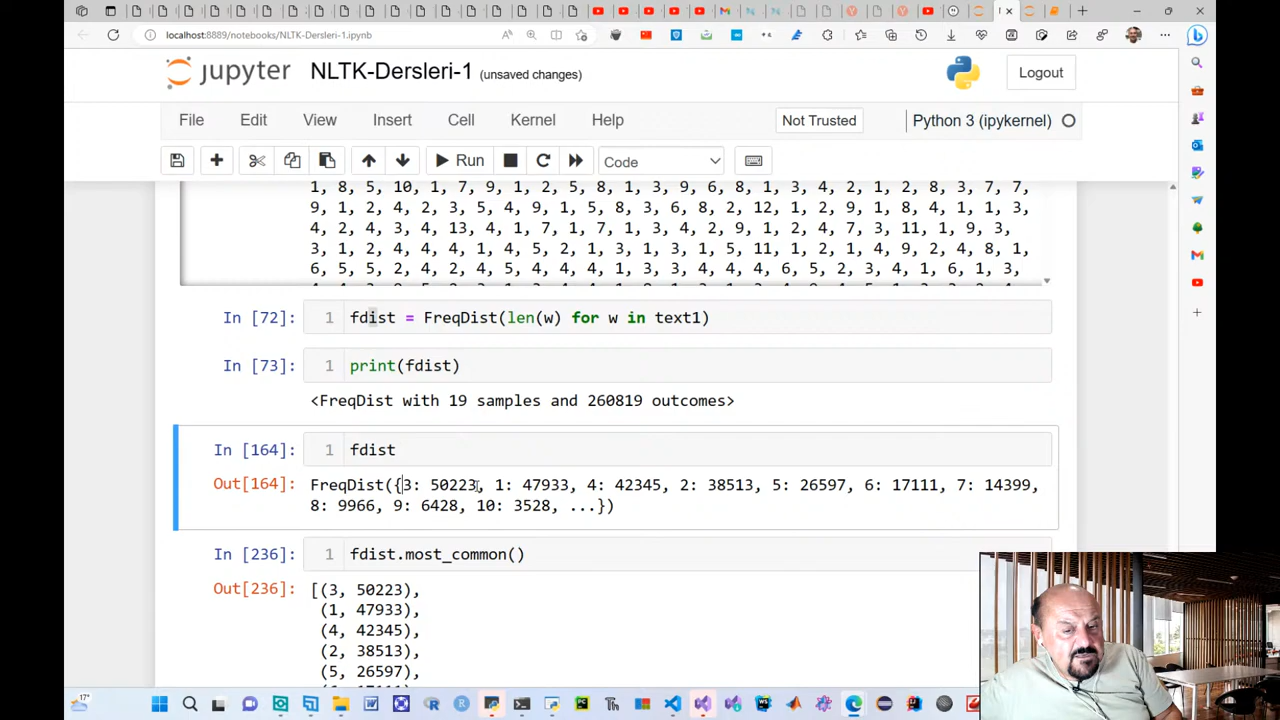 localhost:8889/notebooks/NLTK-Dersleri-1.ipynb
jupyter NLTK-Dersleri-1 (unsaved changes) Logout
File Edit View Insert Cell Kernel Help Not Trusted Python 3 (ipykernel)
Run Code
1, 8, 5, 10, 1, 7, 9, 1, 2, 5, 8, 1, 3, 9, 6, 8, 1, 3, 4, 2, 1, 2, 8, 3, 7, 7,
9, 1, 2, 4, 2, 3, 5, 4, 9, 1, 5, 8, 3, 6, 8, 2, 12, 1, 2, 9, 1, 8, 4, 1, 1, 3,
4, 2, 4, 3, 4, 13, 4, 1, 7, 1, 7, 1, 3, 4, 2, 9, 1, 2, 4, 7, 3, 11, 1, 9, 3,
3, 1, 2, 4, 4, 1, 4, 5, 2, 1, 3, 1, 3, 1, 5, 11, 1, 2, 1, 4, 9, 2, 4, 8, 1,
6, 5, 5, 2, 4, 2, 4, 5, 4, 4, 4, 1, 3, 3, 4, 4, 4, 6, 5, 2, 3, 4, 1, 6, 1, 3,
In [72]: 1 fdist = FreqDist(len(w) for w in text1)
In [73]: 1 print(fdist)
<FreqDist with 19 samples and 260819 outcomes>
In [164]: 1 fdist
Out[164]: FreqDist({3: 50223, 1: 47933, 4: 42345, 2: 38513, 5: 26597, 6: 17111, 7: 14399,
8: 9966, 9: 6428, 10: 3528, ...})
In [236]: 1 fdist.most_common()
Out[236]: [(3, 50223),
(1, 47933),
(4, 42345),
(2, 38513),
(5, 26597),
17°